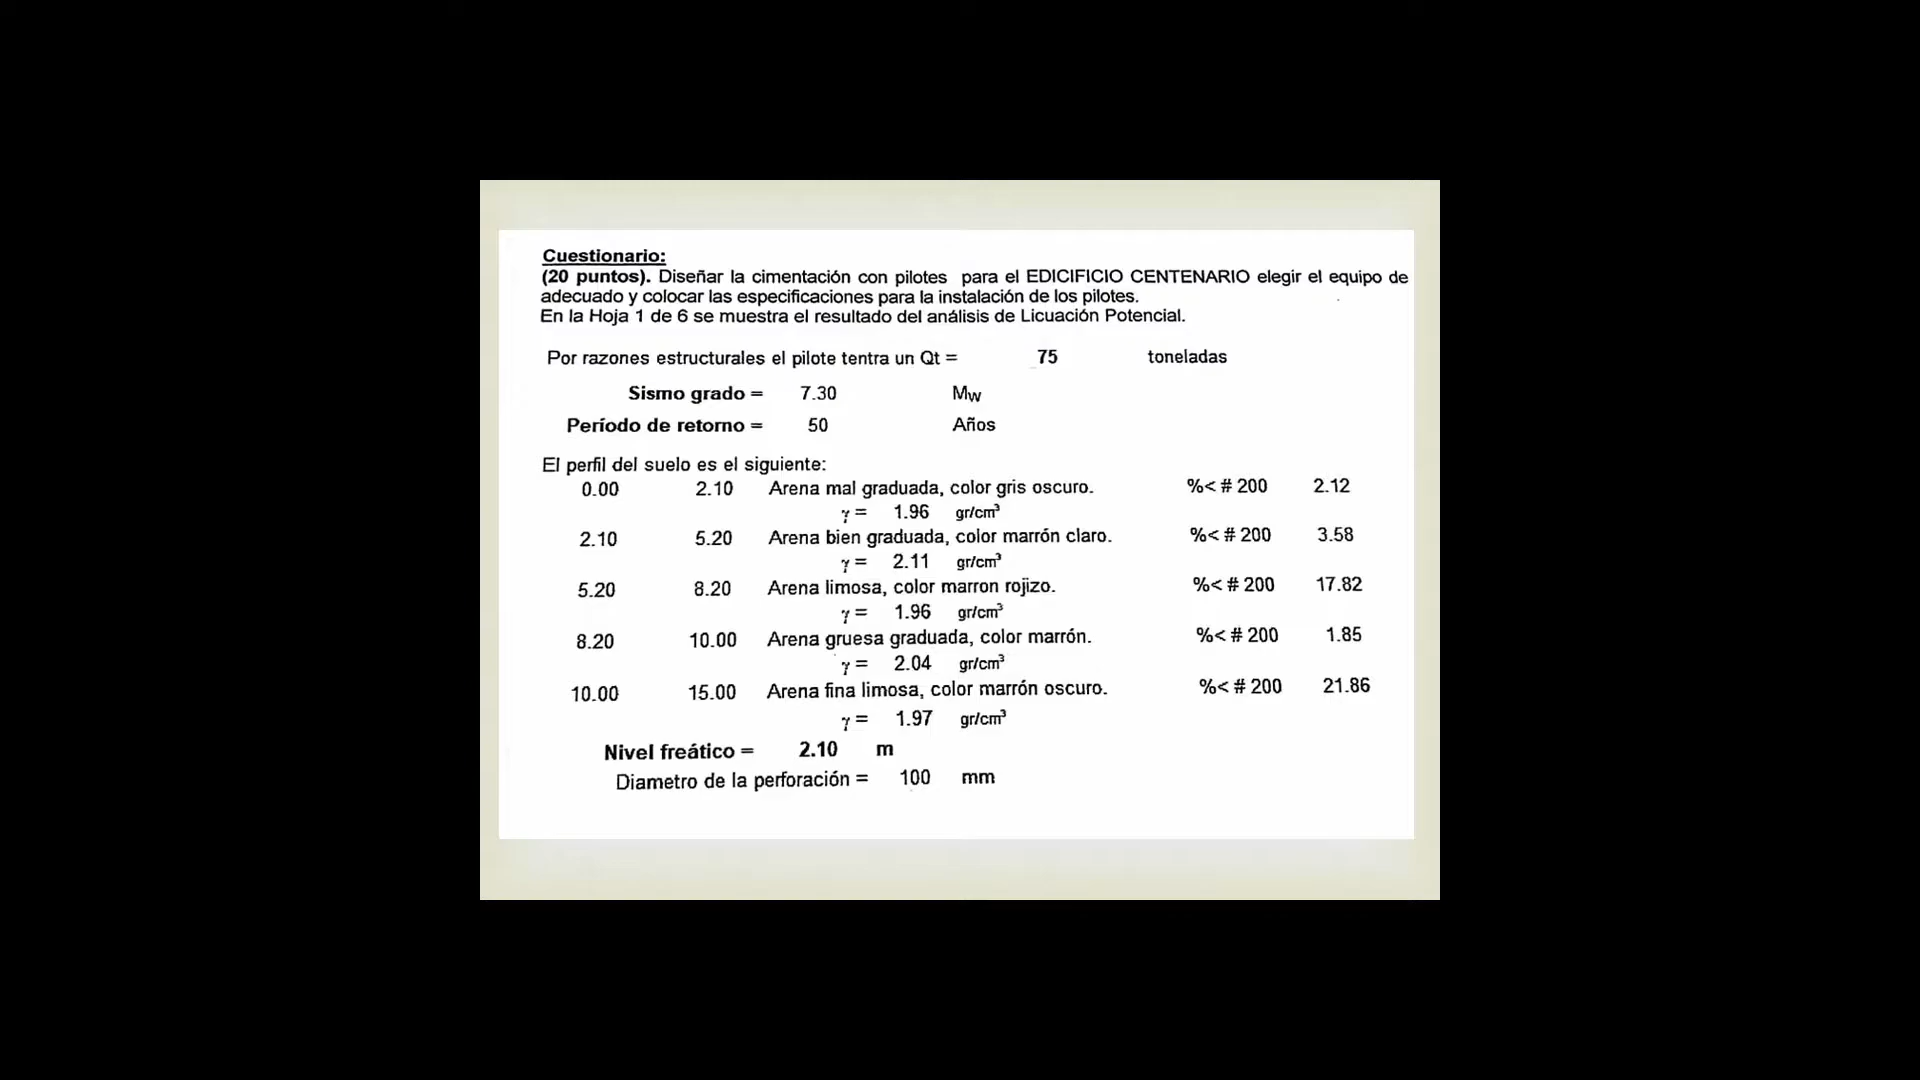 Cuestionario:
(20 puntos). Diseñar la cimentación con pilotes para el EDICIFICIO CENTENARIO elegir el equipo de
adecuado y colocar las especificaciones para la instalación de los pilotes.
En la Hoja 1 de 6 se muestra el resultado del análisis de Licuación Potencial.
Por razones estructurales el pilote tentra un Qt = 75 toneladas
Sismo grado = 7.30 Mw
Período de retorno = 50 Años
El perfil del suelo es el siguiente:
0.00 2.10 Arena mal graduada, color gris oscuro. %< # 200 2.12
γ = 1.96 gr/cm³
2.10 5.20 Arena bien graduada, color marrón claro. %< # 200 3.58
γ = 2.11 gr/cm³
5.20 8.20 Arena limosa, color marron rojizo. %< # 200 17.82
γ = 1.96 gr/cm³
8.20 10.00 Arena gruesa graduada, color marrón. %< # 200 1.85
γ = 2.04 gr/cm³
10.00 15.00 Arena fina limosa, color marrón oscuro. %< # 200 21.86
γ = 1.97 gr/cm³
Nivel freático = 2.10 m
Diametro de la perforación = 100 mm